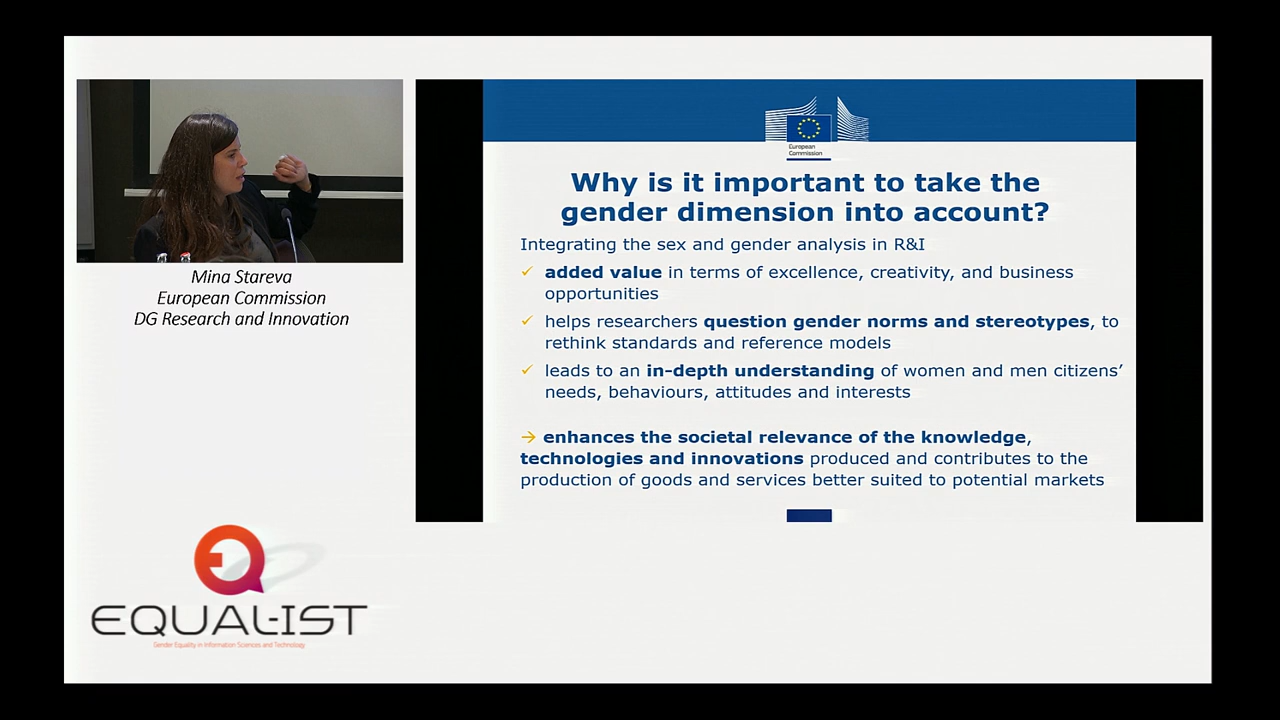 Mina Stareva
European Commission
DG Research and Innovation
EQUAL-IST
Gender Equality in Information Sciences and Technology
European
Commission
Why is it important to take the
gender dimension into account?
Integrating the sex and gender analysis in R&I
✓ added value in terms of excellence, creativity, and business
opportunities
✓ helps researchers question gender norms and stereotypes, to
rethink standards and reference models
✓ leads to an in-depth understanding of women and men citizens’
needs, behaviours, attitudes and interests
→ enhances the societal relevance of the knowledge,
technologies and innovations produced and contributes to the
production of goods and services better suited to potential markets